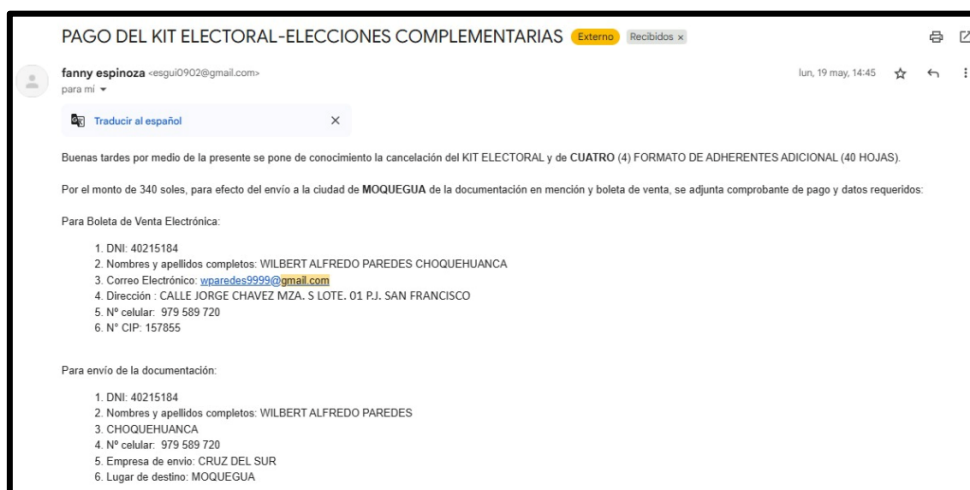 PAGO DEL KIT ELECTORAL-ELECCIONES COMPLEMENTARIAS Externo Recibidos x
fanny espinoza <esgui0902@gmail.com> lun, 19 may, 14:45
para mí
Traducir al español
Buenas tardes por medio de la presente se pone de conocimiento la cancelación del KIT ELECTORAL y de CUATRO (4) FORMATO DE ADHERENTES ADICIONAL (40 HOJAS).
Por el monto de 340 soles, para efecto del envío a la ciudad de MOQUEGUA de la documentación en mención y boleta de venta, se adjunta comprobante de pago y datos requeridos:
Para Boleta de Venta Electrónica:
1. DNI: 40215184
2. Nombres y apellidos completos: WILBERT ALFREDO PAREDES CHOQUEHUANCA
3. Correo Electrónico: wparedes9999@gmail.com
4. Dirección : CALLE JORGE CHAVEZ MZA. S LOTE. 01 P.J. SAN FRANCISCO
5. Nº celular: 979 589 720
6. N° CIP: 157855
Para envío de la documentación:
1. DNI: 40215184
2. Nombres y apellidos completos: WILBERT ALFREDO PAREDES
3. CHOQUEHUANCA
4. Nº celular: 979 589 720
5. Empresa de envio: CRUZ DEL SUR
6. Lugar de destino: MOQUEGUA